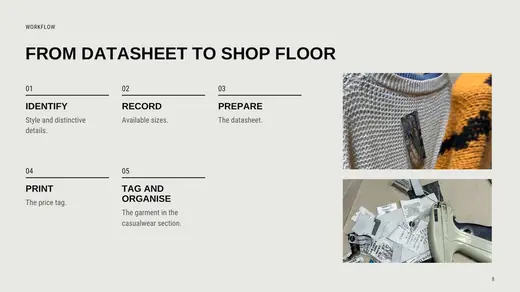 WORKFLOW
FROM DATASHEET TO SHOP FLOOR
01
IDENTIFY
Style and distinctive
details.
02
RECORD
Available sizes.
03
PREPARE
The datasheet.
04
PRINT
The price tag.
05
TAG AND
ORGANISE
The garment in the
casualwear section.